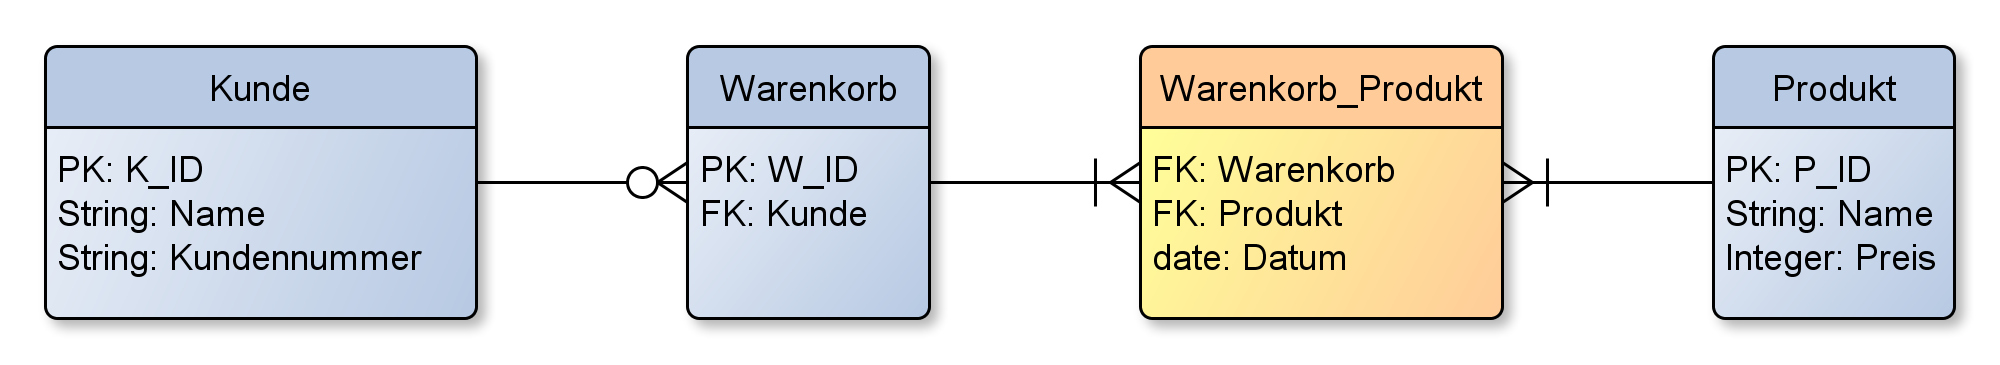 Kunde
PK: K_ID
String: Name
String: Kundennummer
Warenkorb
PK: W_ID
FK: Kunde
Warenkorb_Produkt
FK: Warenkorb
FK: Produkt
date: Datum
Produkt
PK: P_ID
String: Name
Integer: Preis